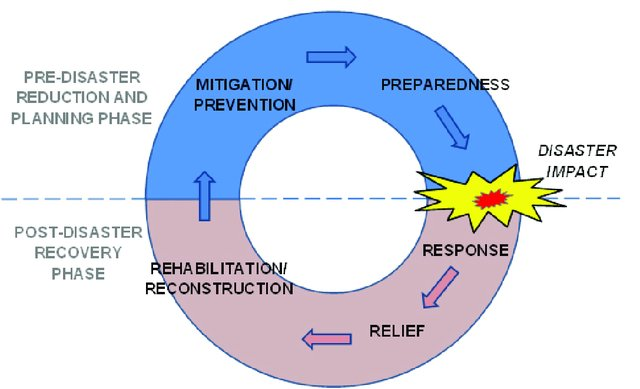 PRE-DISASTER
REDUCTION AND
PLANNING PHASE
MITIGATION/
PREVENTION
PREPAREDNESS
DISASTER
IMPACT
POST-DISASTER
RECOVERY
PHASE
RESPONSE
REHABILITATION/
RECONSTRUCTION
RELIEF